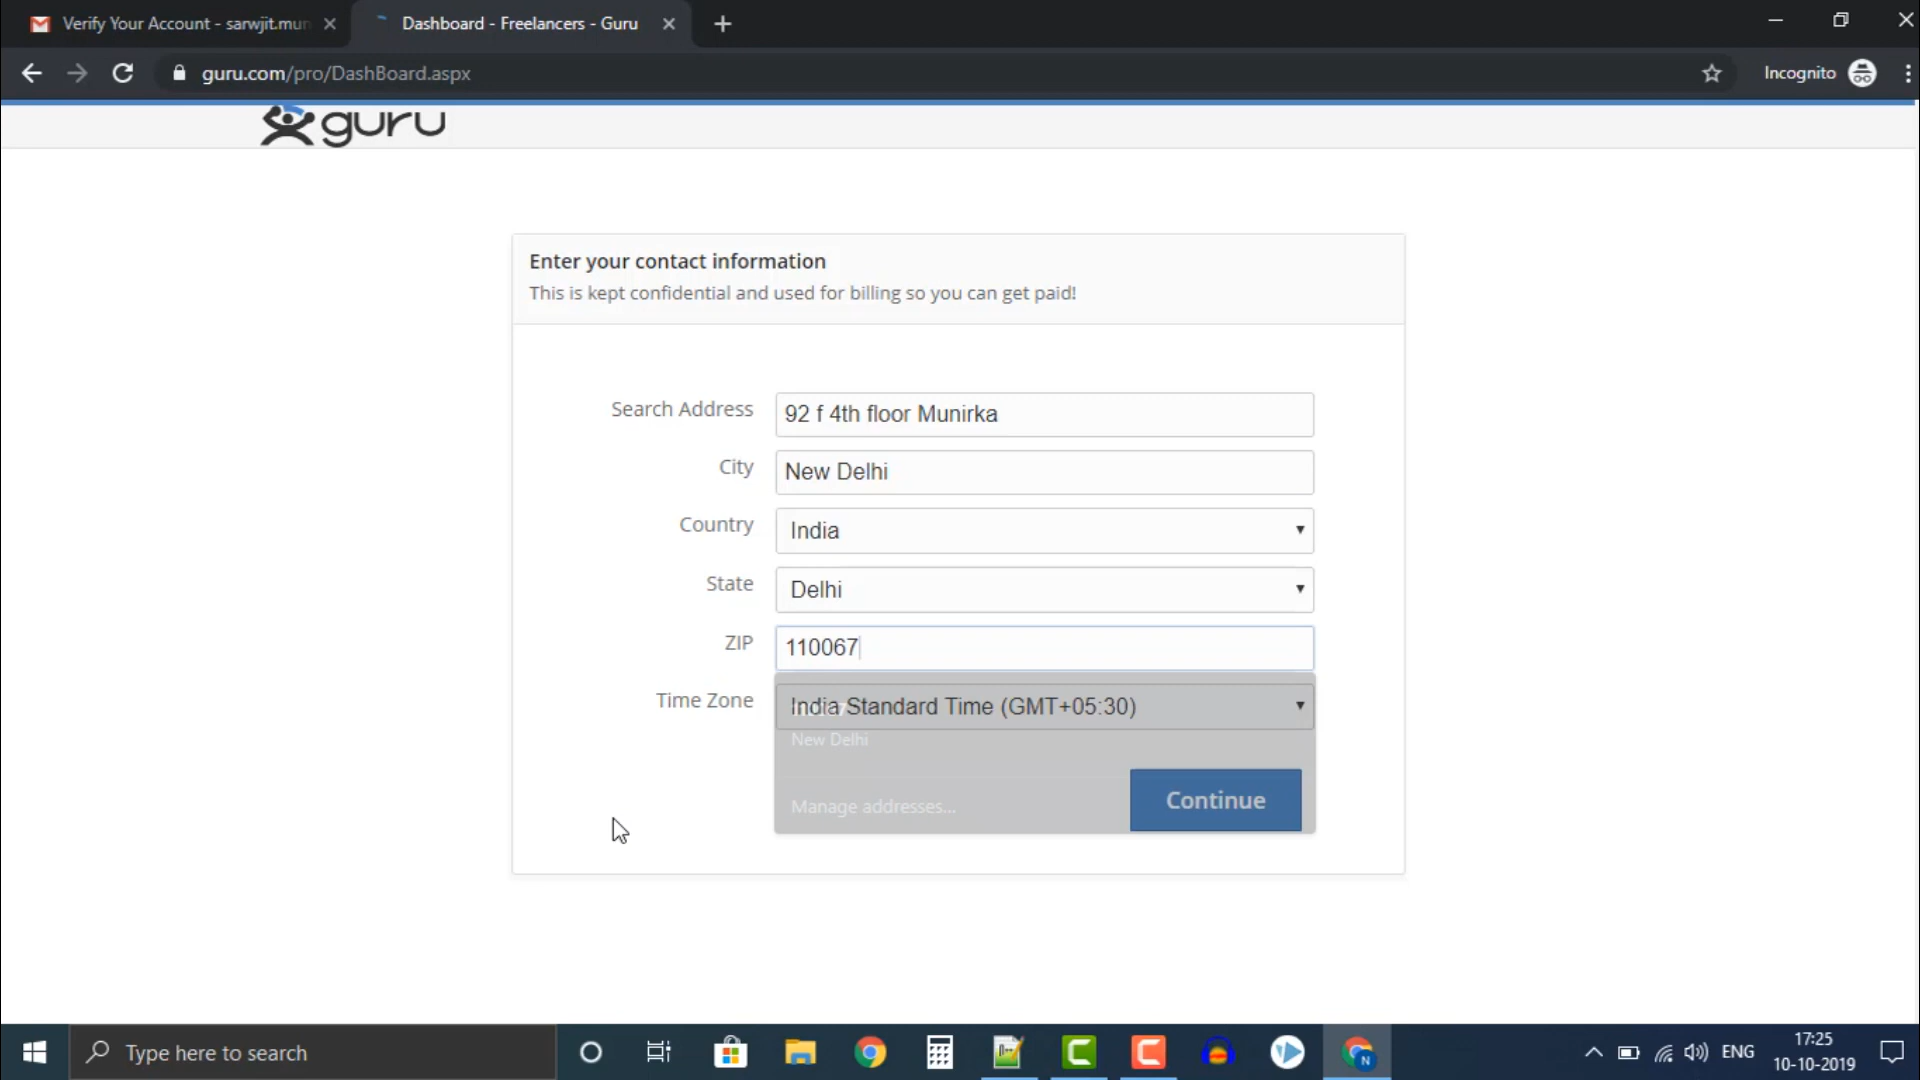 Verify Your Account - sarwjit.mun
Dashboard - Freelancers - Guru
guru.com/pro/DashBoard.aspx
Incognito
guru
Enter your contact information
This is kept confidential and used for billing so you can get paid!
Search Address
92 f 4th floor Munirka
City
New Delhi
Country
India
State
Delhi
ZIP
110067
Time Zone
India Standard Time (GMT+05:30)
New Delhi
Manage addresses...
Continue
Type here to search
ENG
17:25
10-10-2019